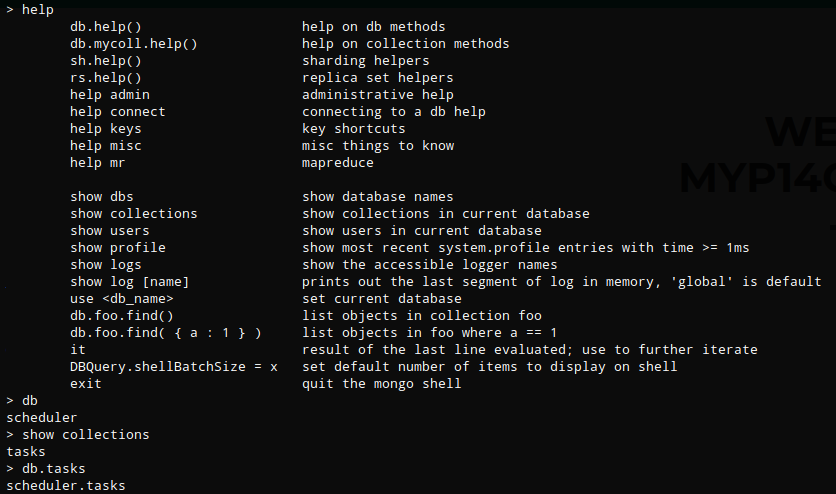 > help
db.help() help on db methods
db.mycoll.help() help on collection methods
sh.help() sharding helpers
rs.help() replica set helpers
help admin administrative help
help connect connecting to a db help
help keys key shortcuts
help misc misc things to know
help mr mapreduce
show dbs show database names
show collections show collections in current database
show users show users in current database
show profile show most recent system.profile entries with time >= 1ms
show logs show the accessible logger names
show log [name] prints out the last segment of log in memory, 'global' is default
use <db_name> set current database
db.foo.find() list objects in collection foo
db.foo.find( { a : 1 } ) list objects in foo where a == 1
it result of the last line evaluated; use to further iterate
DBQuery.shellBatchSize = x set default number of items to display on shell
exit quit the mongo shell
> db
scheduler
> show collections
tasks
> db.tasks
scheduler.tasks
WE